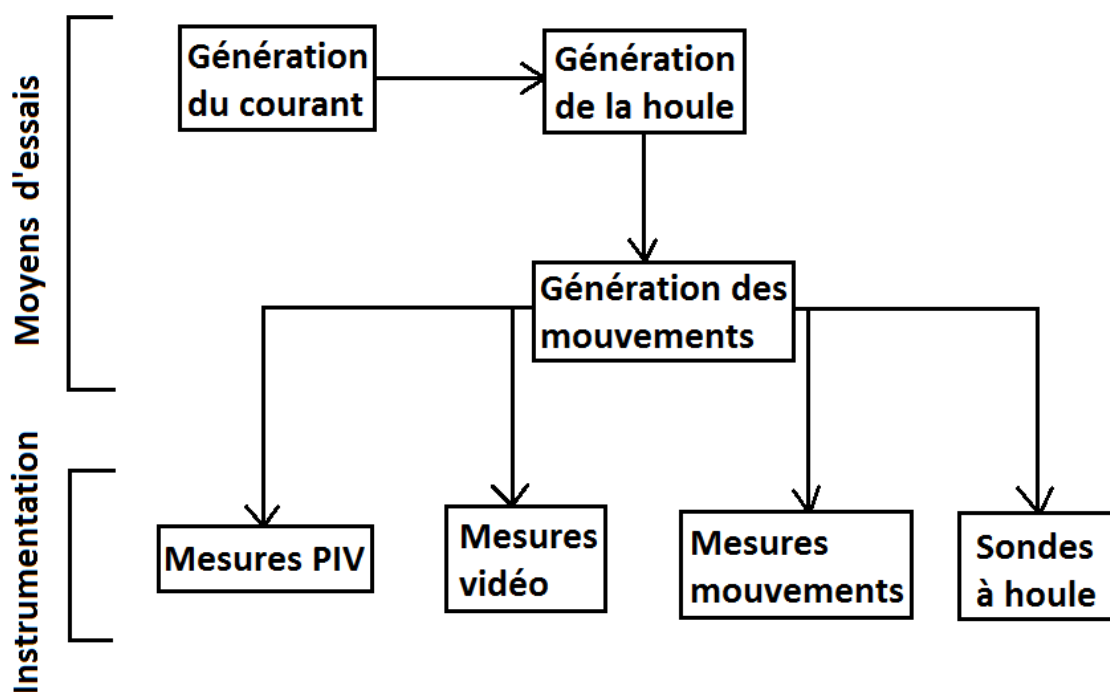 Moyens d'essais
Génération
du courant
Génération
de la houle
Génération des
mouvements
Instrumentation
Mesures PIV
Mesures
vidéo
Mesures
mouvements
Sondes
à houle